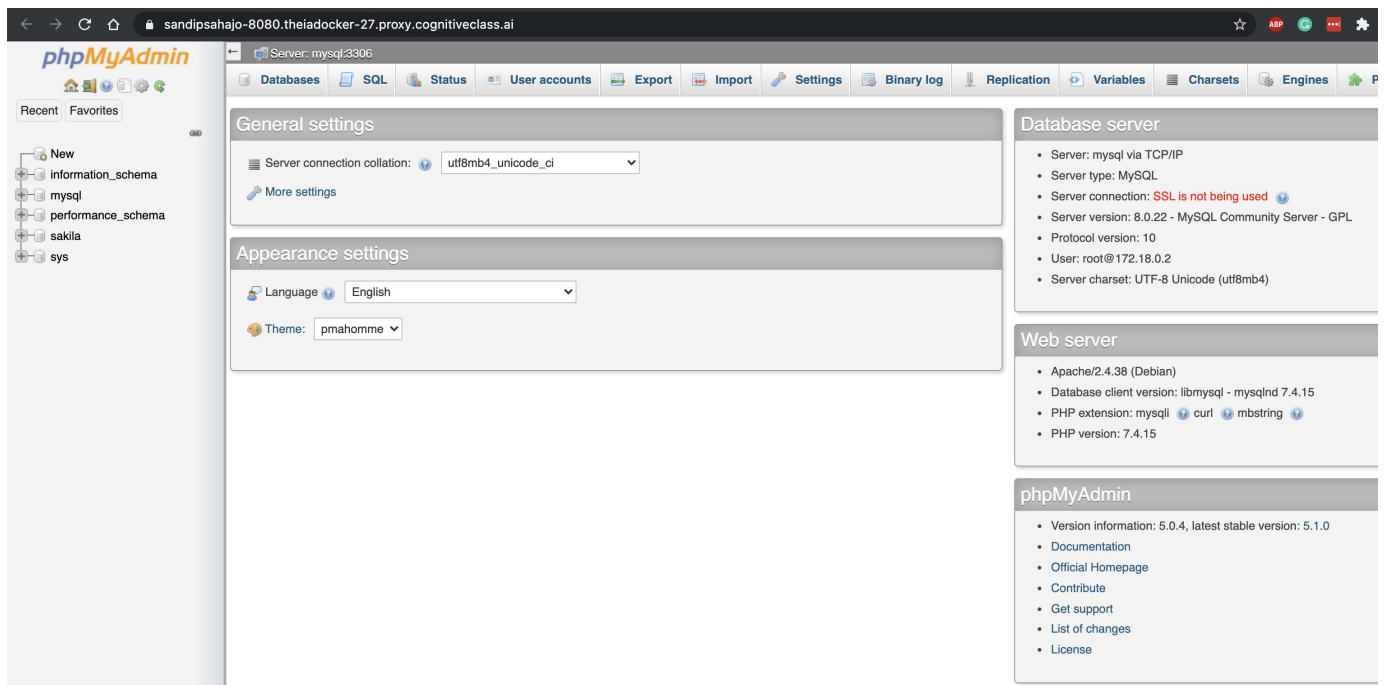 sandipsahajo-8080.theiadocker-27.proxy.cognitiveclass.ai
ABP
G
phpMyAdmin
Recent Favorites
New
information_schema
mysql
performance_schema
sakila
sys
Server: mysql:3306
Databases SQL Status User accounts Export Import Settings Binary log Replication Variables Charsets Engines P
General settings
Server connection collation: utf8mb4_unicode_ci
More settings
Appearance settings
Language English
Theme: pmahomme
Database server
• Server: mysql via TCP/IP
• Server type: MySQL
• Server connection: SSL is not being used
• Server version: 8.0.22 - MySQL Community Server - GPL
• Protocol version: 10
• User: root@172.18.0.2
• Server charset: UTF-8 Unicode (utf8mb4)
Web server
• Apache/2.4.38 (Debian)
• Database client version: libmysql - mysqlnd 7.4.15
• PHP extension: mysqli curl mbstring
• PHP version: 7.4.15
phpMyAdmin
• Version information: 5.0.4, latest stable version: 5.1.0
• Documentation
• Official Homepage
• Contribute
• Get support
• List of changes
• License